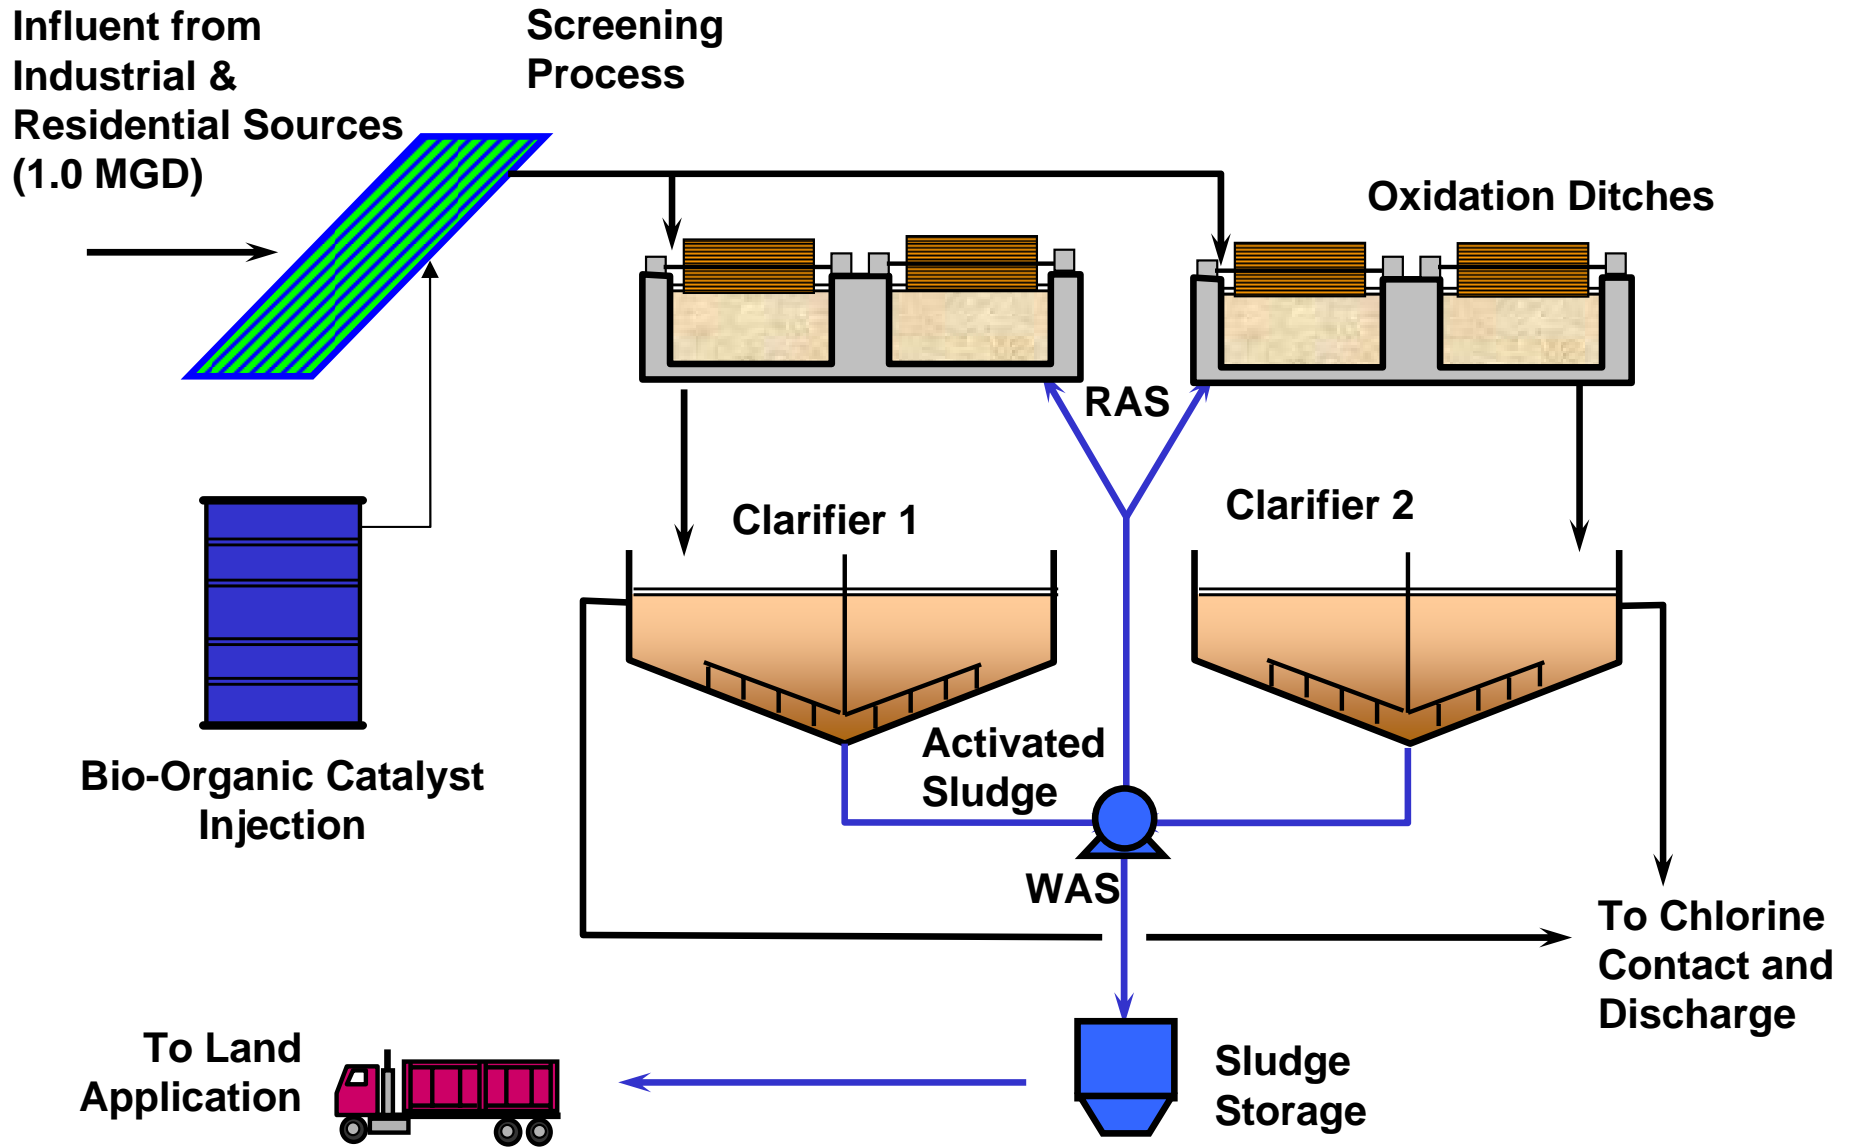 Influent from
Industrial &
Residential Sources
(1.0 MGD)
Screening
Process
Oxidation Ditches
RAS
Clarifier 1
Clarifier 2
Activated
Sludge
Bio-Organic Catalyst
Injection
WAS
To Chlorine
Contact and
Discharge
To Land
Application
Sludge
Storage